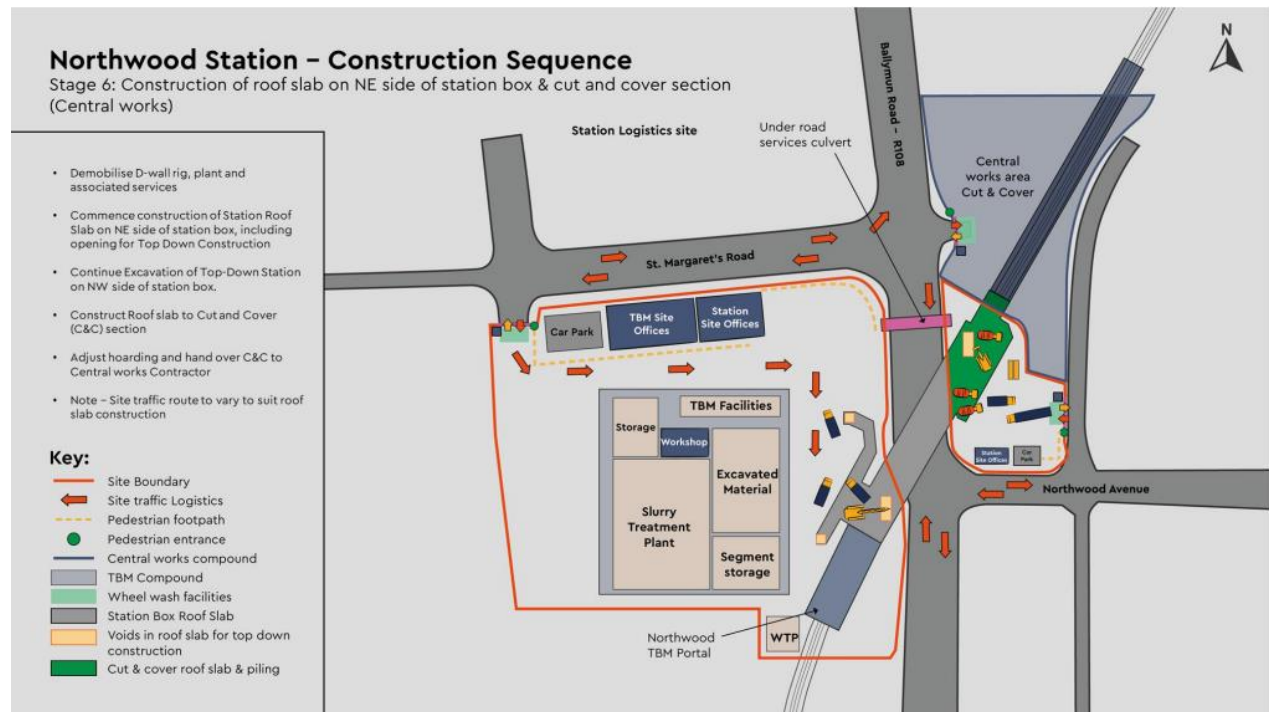 Northwood Station – Construction Sequence
Stage 6: Construction of roof slab on NE side of station box & cut and cover section
(Central works)
• Demobilise D-wall rig, plant and
associated services
• Commence construction of Station Roof
Slab on NE side of station box, including
opening for Top Down Construction
• Continue Excavation of Top-Down Station
on NW side of station box.
• Construct Roof slab to Cut and Cover
(C&C) section
• Adjust hoarding and hand over C&C to
Central works Contractor
• Note – Site traffic route to vary to suit roof
slab construction
Key:
Site Boundary
Site traffic Logistics
Pedestrian footpath
Pedestrian entrance
Central works compound
TBM Compound
Wheel wash facilities
Station Box Roof Slab
Voids in roof slab for top down
construction
Cut & cover roof slab & piling
Station Logistics site
Under road
services culvert
Ballymun Road – R108
N
Central
works area
Cut & Cover
St. Margaret's Road
Car Park
TBM Site
Offices
Station
Site Offices
TBM Facilities
Storage
Workshop
Excavated
Material
Slurry
Treatment
Plant
Segment
storage
Station
Site Offices
Car
Park
Northwood Avenue
Northwood
TBM Portal
WTP